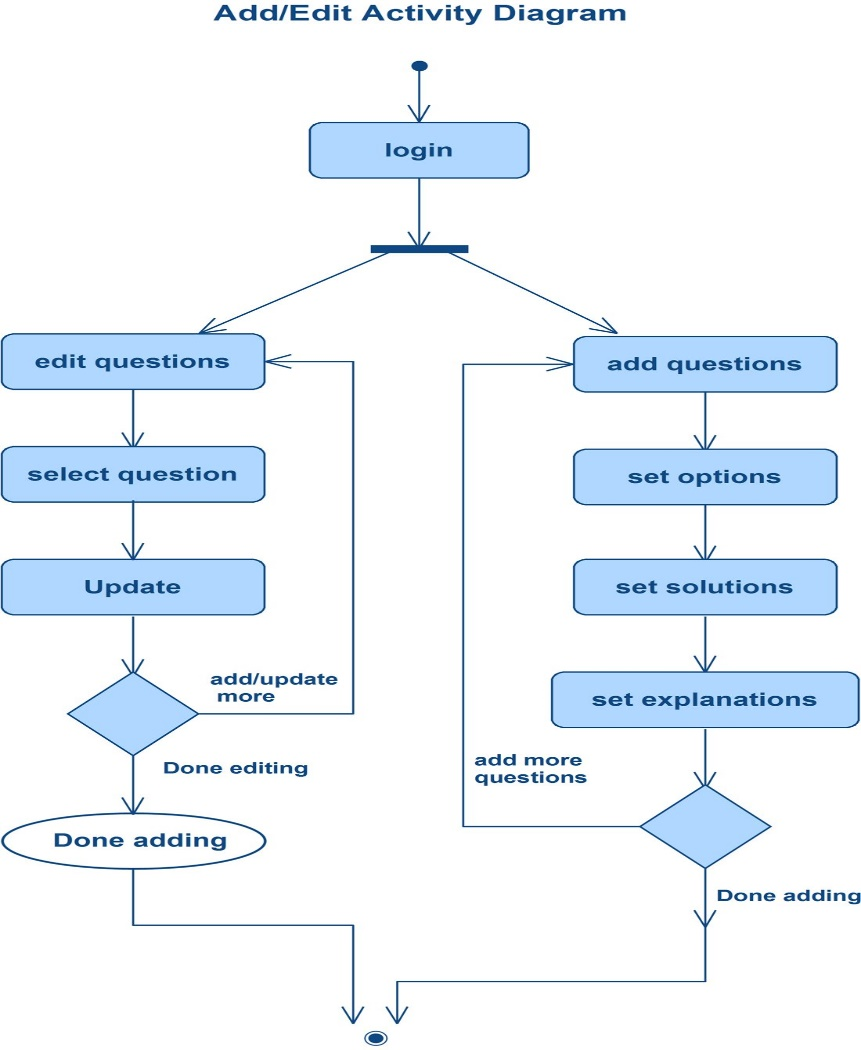 Add/Edit Activity Diagram
login
edit questions
add questions
select question
set options
Update
set solutions
add/update
more
set explanations
Done editing
add more
questions
Done adding
Done adding